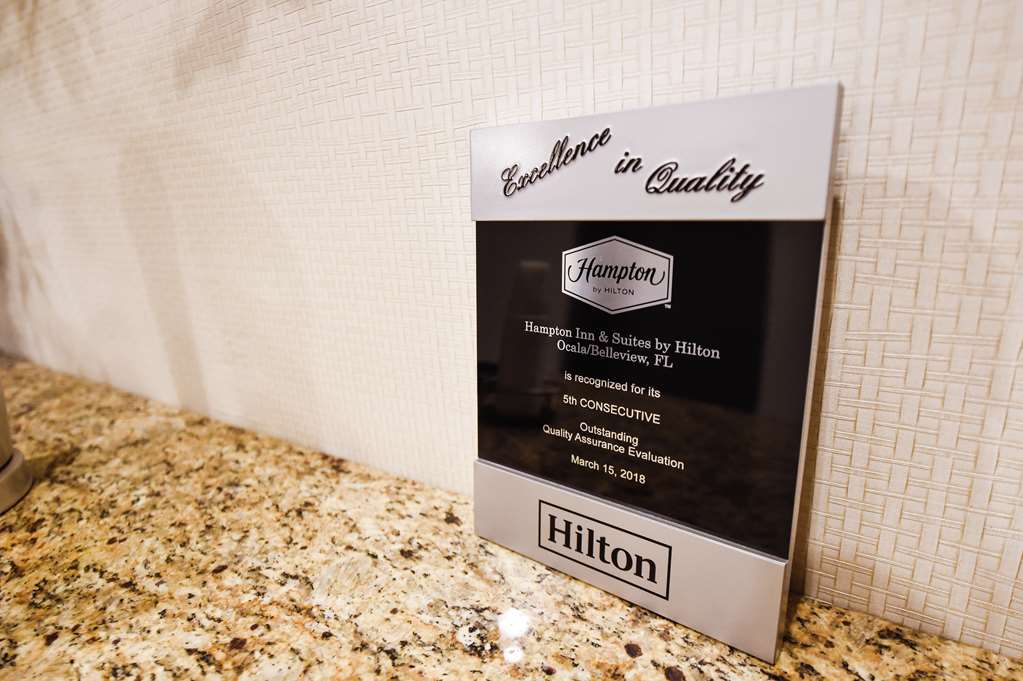 Excellence in Quality
Hampton
by HILTON
TM
Hampton Inn & Suites by Hilton
Ocala/Belleview, FL
is recognized for its
5th CONSECUTIVE
Outstanding
Quality Assurance Evaluation
March 15, 2018
Hilton